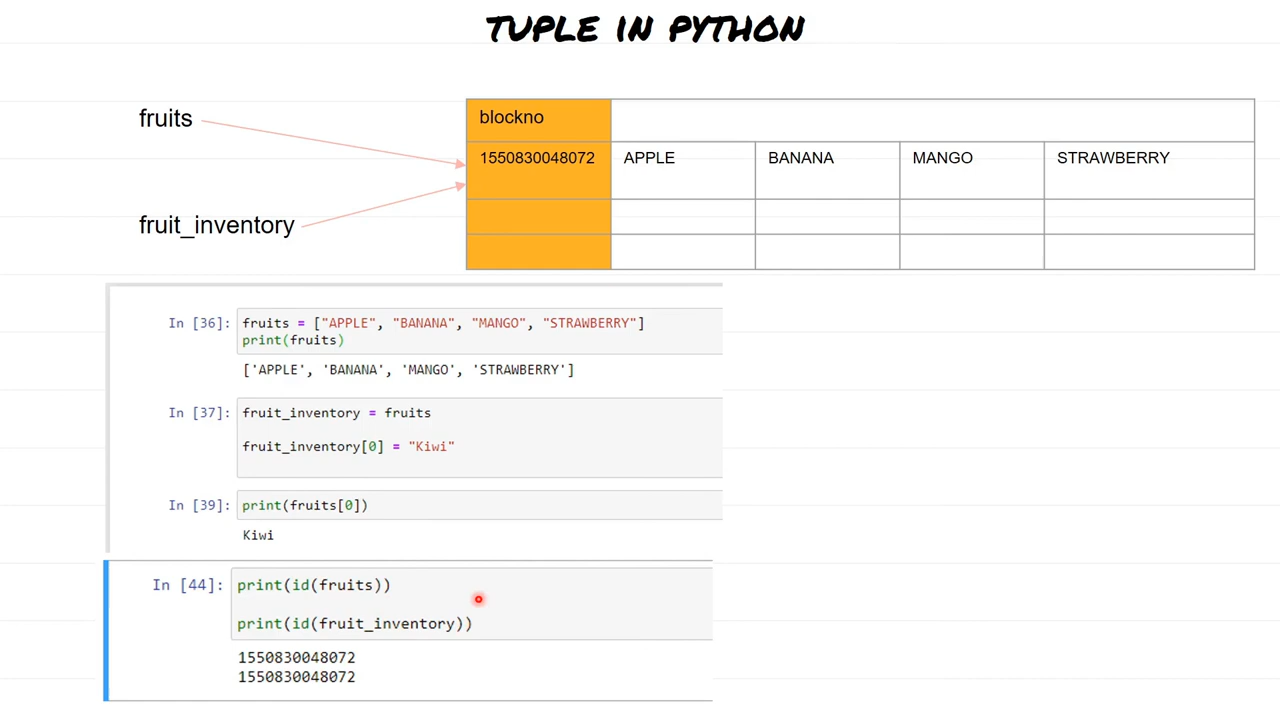 TUPLE IN PYTHON
fruits
blockno
1550830048072 APPLE BANANA MANGO STRAWBERRY
fruit_inventory
In [36]: fruits = ["APPLE", "BANANA", "MANGO", "STRAWBERRY"]
print(fruits)
['APPLE', 'BANANA', 'MANGO', 'STRAWBERRY']
In [37]: fruit_inventory = fruits
fruit_inventory[0] = "Kiwi"
In [39]: print(fruits[0])
Kiwi
In [44]: print(id(fruits))
print(id(fruit_inventory))
1550830048072
1550830048072